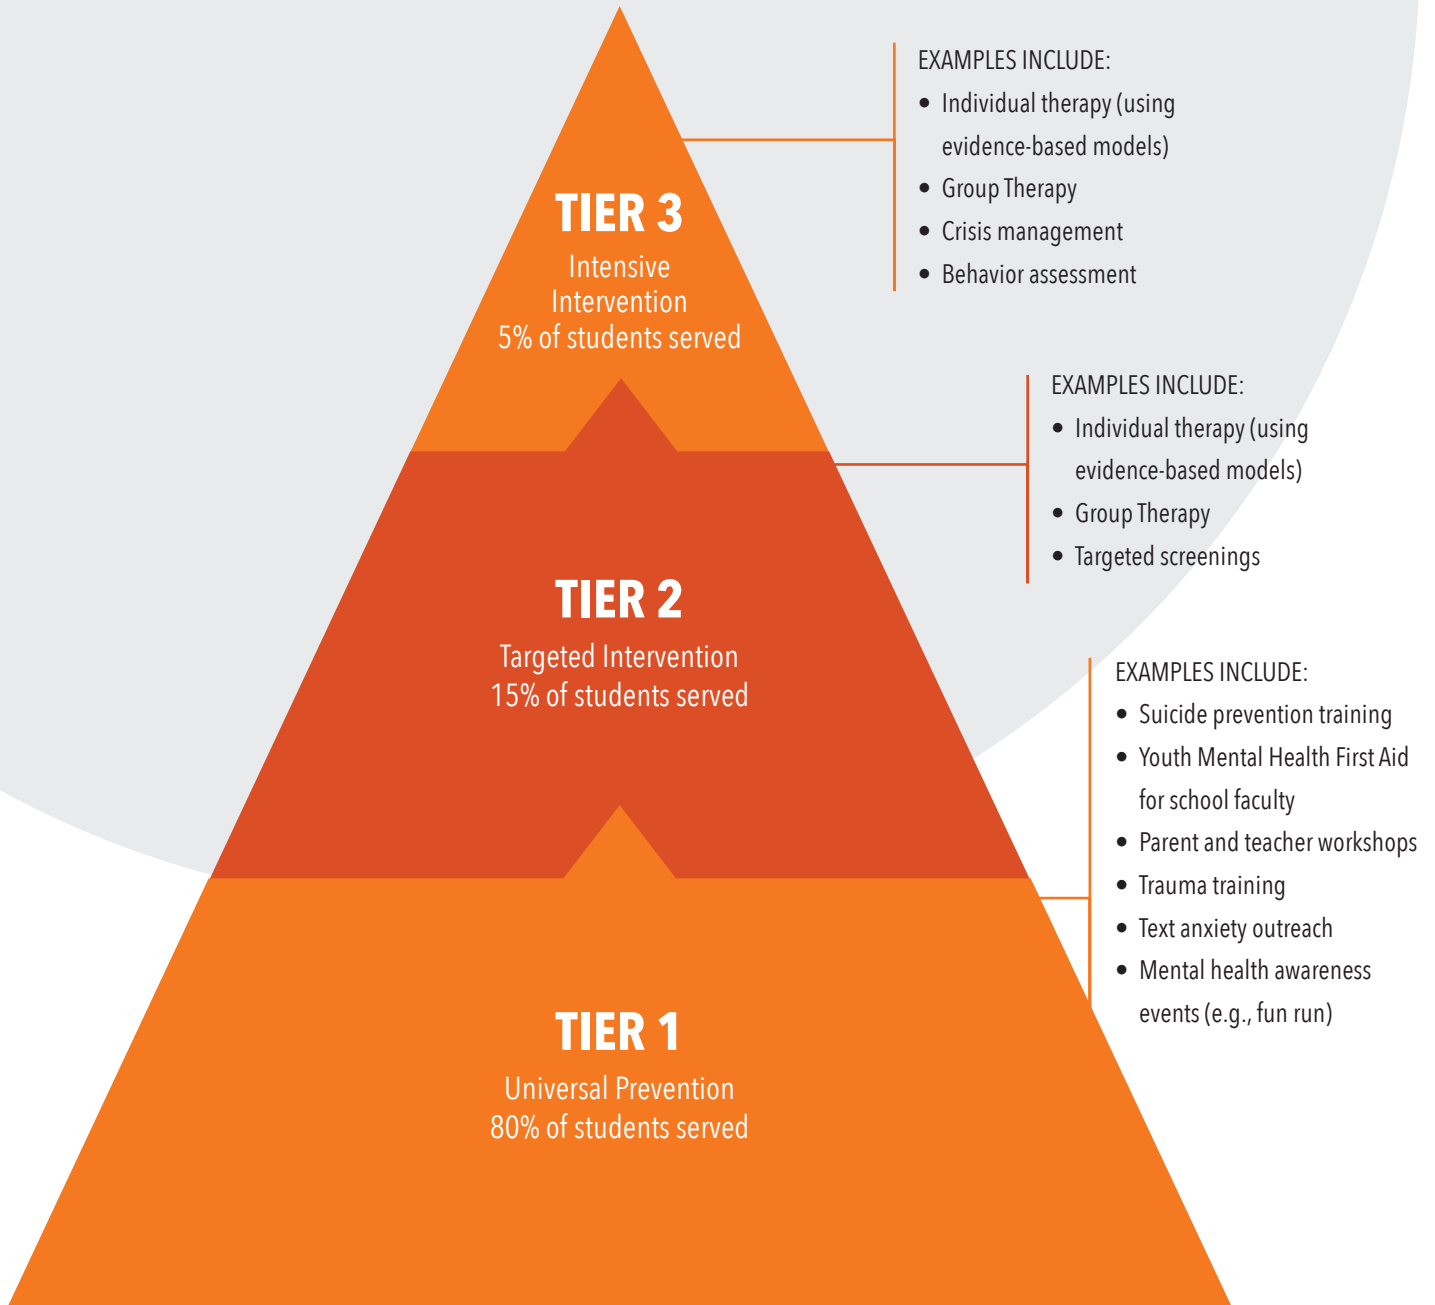 EXAMPLES INCLUDE:
• Individual therapy (using
evidence-based models)
• Group Therapy
• Crisis management
• Behavior assessment
TIER 3
Intensive
Intervention
5% of students served
EXAMPLES INCLUDE:
• Individual therapy (using
evidence-based models)
• Group Therapy
• Targeted screenings
TIER 2
Targeted Intervention
15% of students served
EXAMPLES INCLUDE:
• Suicide prevention training
• Youth Mental Health First Aid
for school faculty
• Parent and teacher workshops
• Trauma training
• Text anxiety outreach
• Mental health awareness
events (e.g., fun run)
TIER 1
Universal Prevention
80% of students served